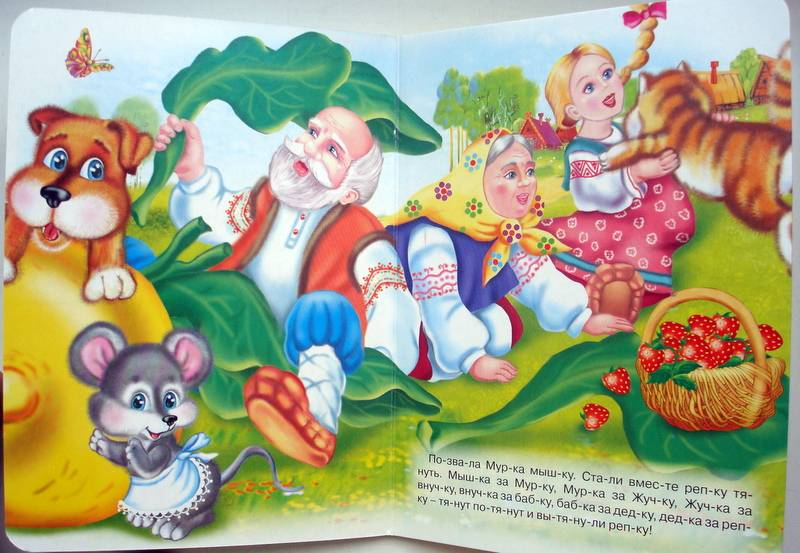 По-зва-ла Мур-ка мыш-ку. Ста-ли вмес-те реп-ку тя-
нуть. Мыш-ка за Мур-ку, Мур-ка за Жуч-ку, Жуч-ка за
внуч-ку, внуч-ка за баб-ку, баб-ка за дед-ку, дед-ка за реп-
ку – тя-нут по-тя-нут и вы-тя-ну-ли реп-ку!